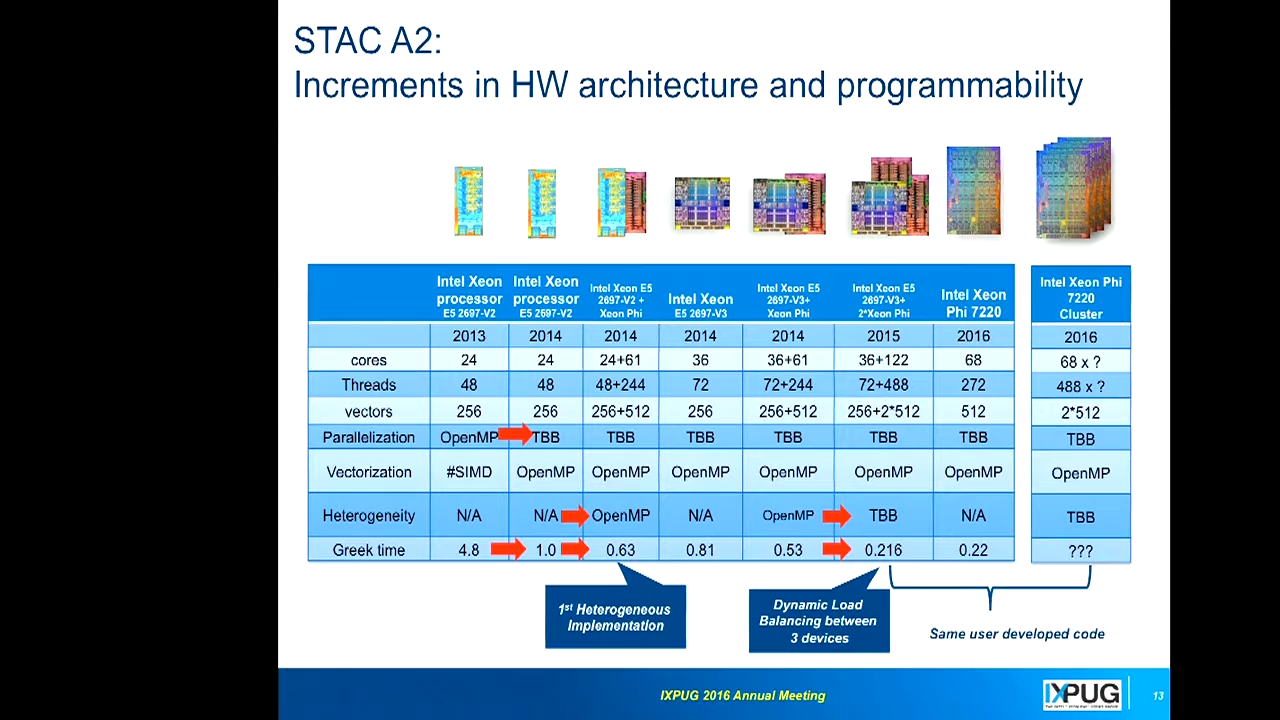 STAC A2:
Increments in HW architecture and programmability
Intel Xeon processor E5 2697-V2 Intel Xeon processor E5 2697-V2 Intel Xeon E5 2697-V2 + Xeon Phi Intel Xeon E5 2697-V3 Intel Xeon E5 2697-V3+ Xeon Phi Intel Xeon E5 2697-V3+ 2*Xeon Phi Intel Xeon Phi 7220 Intel Xeon Phi 7220 Cluster
2013 2014 2014 2014 2014 2015 2016 2016
cores 24 24 24+61 36 36+61 36+122 68 68 x ?
Threads 48 48 48+244 72 72+244 72+488 272 488 x ?
vectors 256 256 256+512 256 256+512 256+2*512 512 2*512
Parallelization OpenMP TBB TBB TBB TBB TBB TBB TBB
Vectorization #SIMD OpenMP OpenMP OpenMP OpenMP OpenMP OpenMP OpenMP
Heterogeneity N/A N/A OpenMP N/A OpenMP TBB N/A TBB
Greek time 4.8 1.0 0.63 0.81 0.53 0.216 0.22 ???
1st Heterogeneous
Implementation
Dynamic Load
Balancing between
3 devices
Same user developed code
IXPUG 2016 Annual Meeting
IXPUG
13